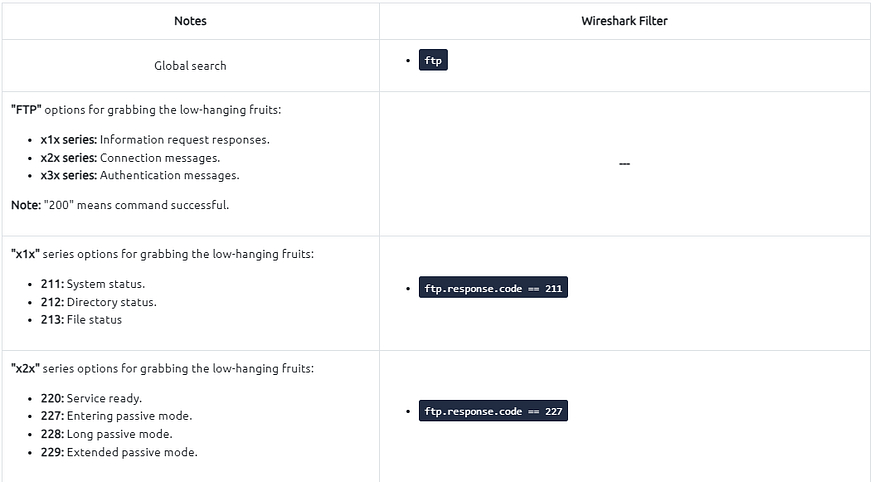 Notes
Wireshark Filter
Global search
• ftp
"FTP" options for grabbing the low-hanging fruits:
• x1x series: Information request responses.
• x2x series: Connection messages.
• x3x series: Authentication messages.
Note: "200" means command successful.
---
"x1x" series options for grabbing the low-hanging fruits:
• 211: System status.
• 212: Directory status.
• 213: File status
• ftp.response.code == 211
"x2x" series options for grabbing the low-hanging fruits:
• 220: Service ready.
• 227: Entering passive mode.
• 228: Long passive mode.
• 229: Extended passive mode.
• ftp.response.code == 227